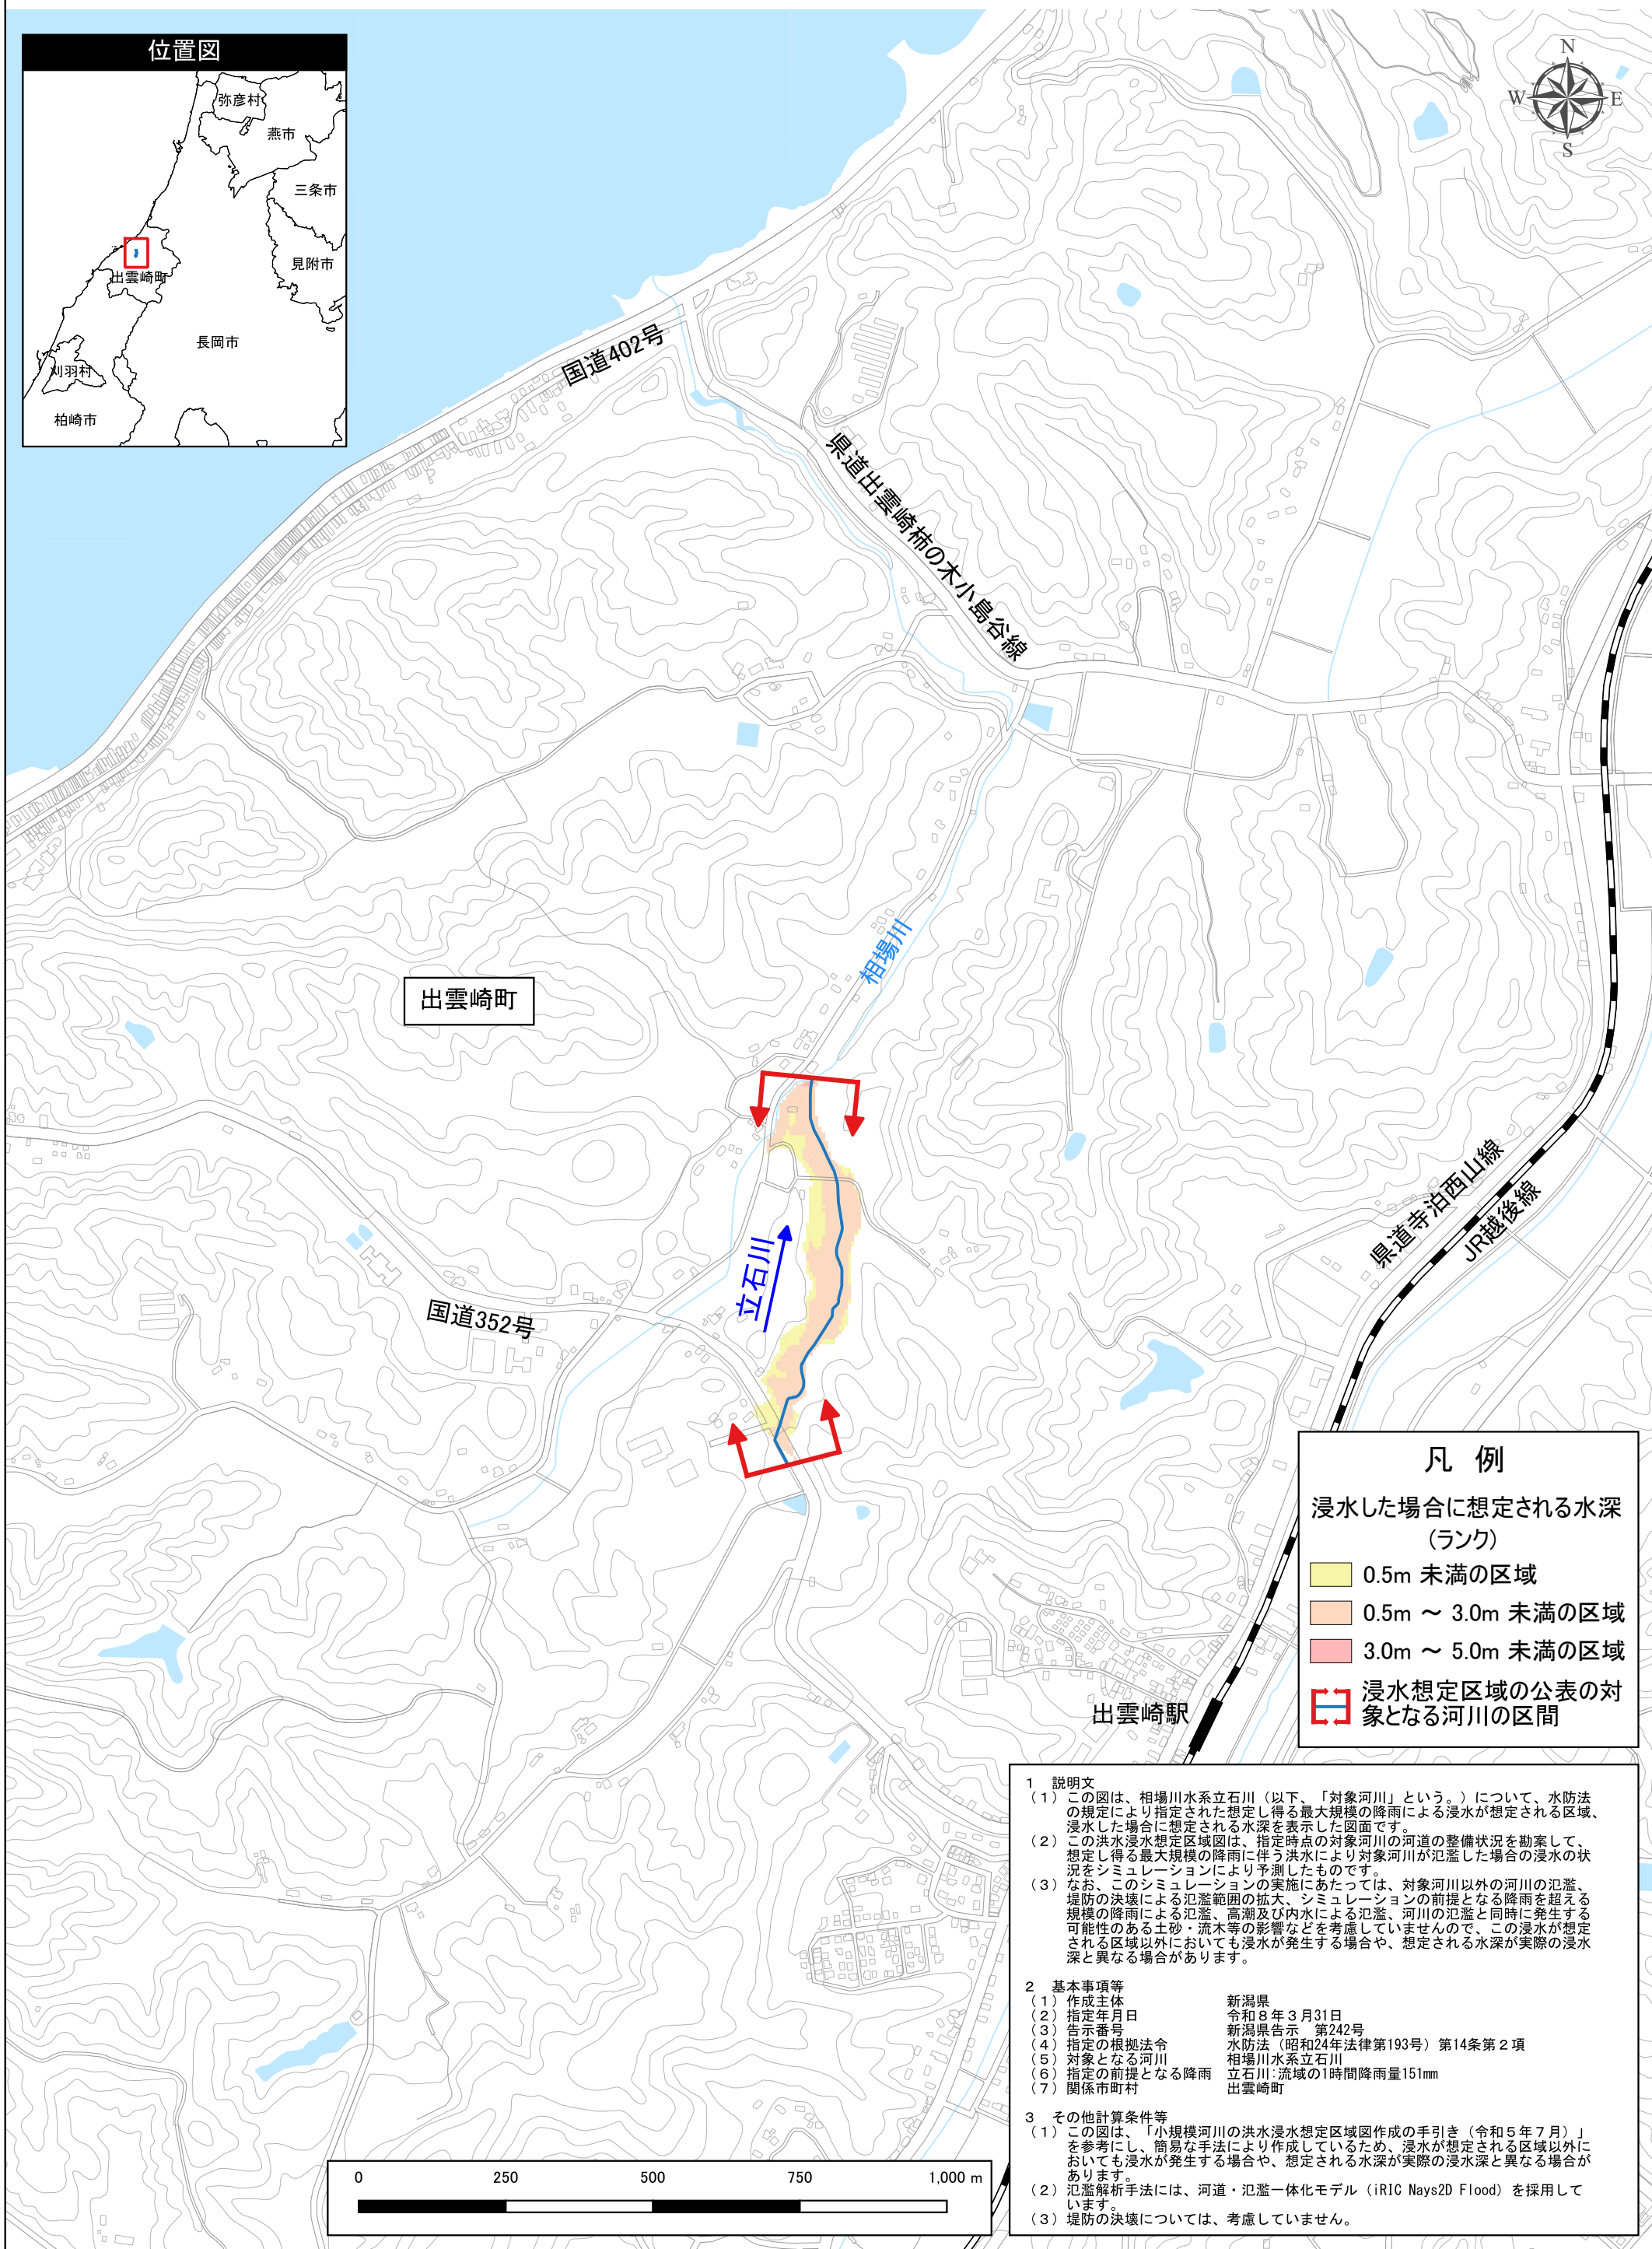 位置図
弥彦村
燕市
三条市
見附市
出雲崎町
長岡市
刈羽村
柏崎市
N
W
E
S
国道402号
県道出雲崎柿の木小島谷線
相場川
出雲崎町
立石川
国道352号
県道寺泊西山線
JR越後線
出雲崎駅
凡 例
浸水した場合に想定される水深
(ランク)
0.5m 未満の区域
0.5m ～ 3.0m 未満の区域
3.0m ～ 5.0m 未満の区域
浸水想定区域の公表の対
象となる河川の区間
1 説明文
(1) この図は、相場川水系立石川（以下、「対象河川」という。）について、水防法
の規定により指定された想定し得る最大規模の降雨による浸水が想定される区域、
浸水した場合に想定される水深を表示した図面です。
(2) この洪水浸水想定区域図は、指定時点の対象河川の河道の整備状況を勘案して、
想定し得る最大規模の降雨に伴う洪水により対象河川が氾濫した場合の浸水の状
況をシミュレーションにより予測したものです。
(3) なお、このシミュレーションの実施にあたっては、対象河川以外の河川の氾濫、
堤防の決壊による氾濫範囲の拡大、シミュレーションの前提となる降雨を超える
規模の降雨による氾濫、高潮及び内水による氾濫、河川の氾濫と同時に発生する
可能性のある土砂・流木等の影響などを考慮していませんので、この浸水が想定
される区域以外においても浸水が発生する場合や、想定される水深が実際の浸水
深と異なる場合があります。
2 基本事項等
(1) 作成主体 新潟県
(2) 指定年月日 令和８年３月31日
(3) 告示番号 新潟県告示 第242号
(4) 指定の根拠法令 水防法（昭和24年法律第193号）第14条第２項
(5) 対象となる河川 相場川水系立石川
(6) 指定の前提となる降雨 立石川:流域の1時間降雨量151mm
(7) 関係市町村 出雲崎町
3 その他計算条件等
(1) この図は、「小規模河川の洪水浸水想定区域図作成の手引き（令和５年７月）」
を参考にし、簡易な手法により作成しているため、浸水が想定される区域以外に
おいても浸水が発生する場合や、想定される水深が実際の浸水深と異なる場合が
あります。
(2) 氾濫解析手法には、河道・氾濫一体化モデル（iRIC Nays2D Flood）を採用して
います。
(3) 堤防の決壊については、考慮していません。
0 250 500 750 1,000 m